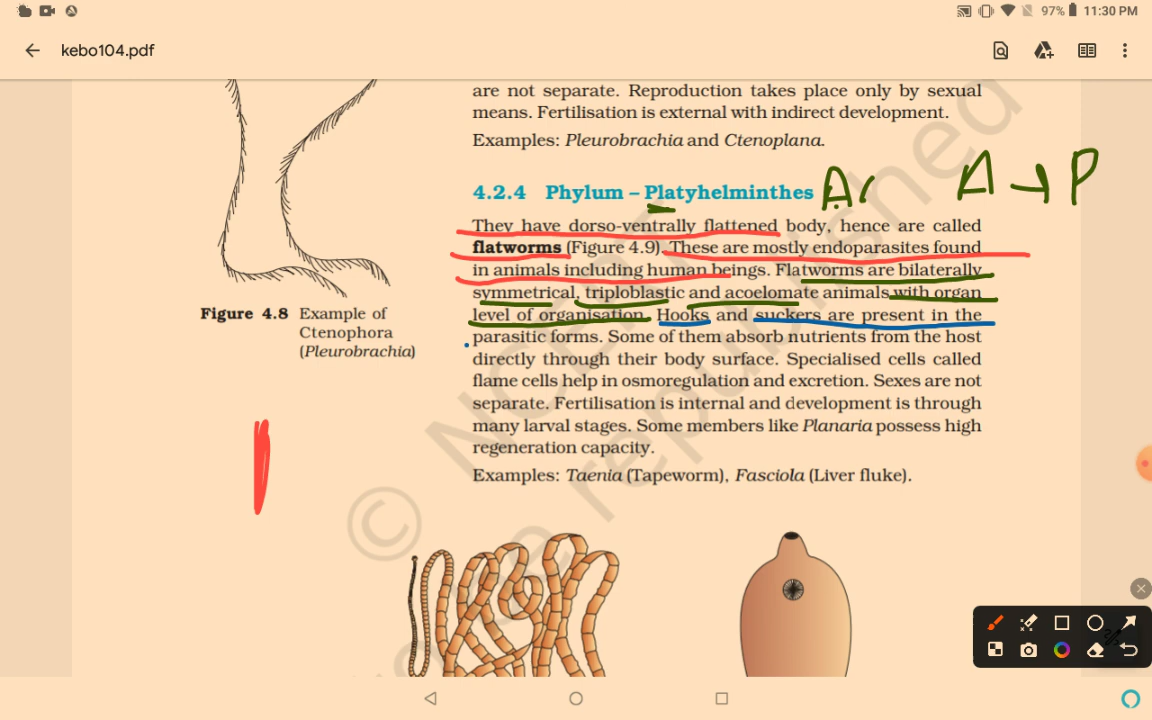 97% 11:30 PM
kebo104.pdf
are not separate. Reproduction takes place only by sexual
means. Fertilisation is external with indirect development.
Examples: Pleurobrachia and Ctenoplana.
4.2.4 Phylum – Platyhelminthes
A A P
They have dorso-ventrally flattened body, hence are called
flatworms (Figure 4.9). These are mostly endoparasites found
in animals including human beings. Flatworms are bilaterally
symmetrical, triploblastic and acoelomate animals with organ
level of organisation. Hooks and suckers are present in the
parasitic forms. Some of them absorb nutrients from the host
directly through their body surface. Specialised cells called
flame cells help in osmoregulation and excretion. Sexes are not
separate. Fertilisation is internal and development is through
many larval stages. Some members like Planaria possess high
regeneration capacity.
Examples: Taenia (Tapeworm), Fasciola (Liver fluke).
Figure 4.8 Example of
Ctenophora
(Pleurobrachia)
© NCERT
be republished